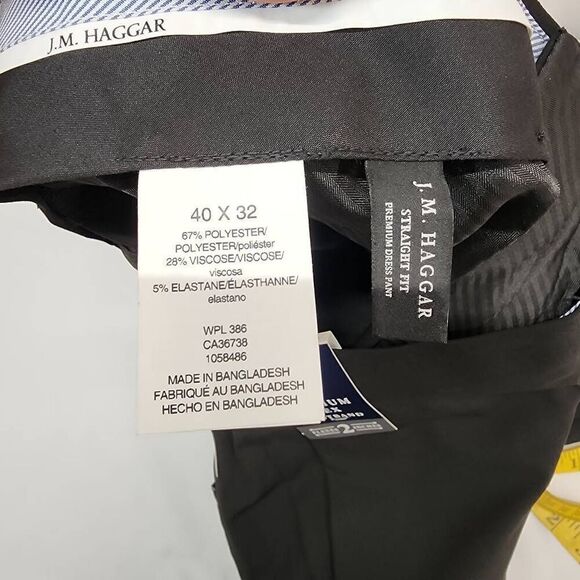 J.M. HAGGAR
40 X 32
67% POLYESTER/
POLYESTER/poliéster
28% VISCOSE/VISCOSE/
viscosa
5% ELASTANE/ÉLASTHANNE/
elastano
WPL 386
CA36738
1058486
MADE IN BANGLADESH
FABRIQUÉ AU BANGLADESH
HECHO EN BANGLADESH
J. M. HAGGAR
STRAIGHT FIT
PREMIUM DRESS PANT
2